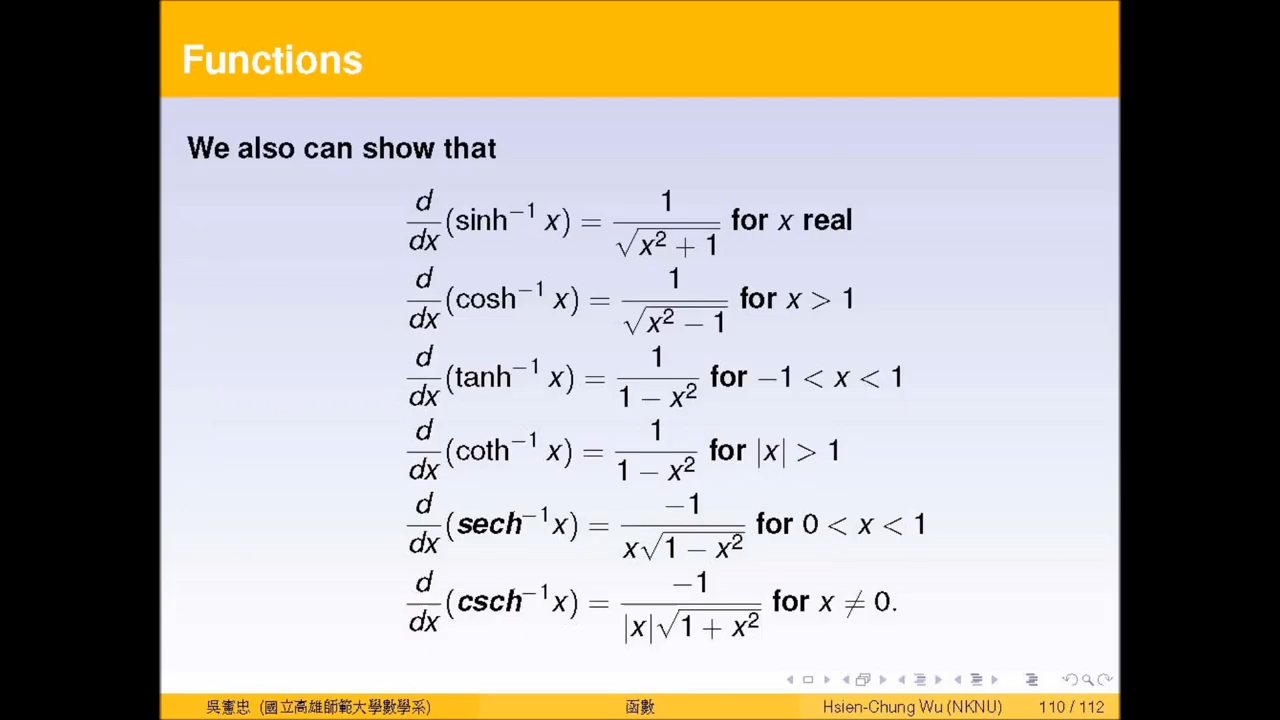 Functions
We also can show that
d/dx (sinh⁻¹ x) = 1/√(x² + 1) for x real
d/dx (cosh⁻¹ x) = 1/√(x² − 1) for x > 1
d/dx (tanh⁻¹ x) = 1/(1 − x²) for −1 < x < 1
d/dx (coth⁻¹ x) = 1/(1 − x²) for |x| > 1
d/dx (sech⁻¹x) = −1/(x√(1 − x²)) for 0 < x < 1
d/dx (csch⁻¹x) = −1/(|x|√(1 + x²)) for x ≠ 0.
吳憲忠 (國立高雄師範大學數學系) 函數 Hsien-Chung Wu (NKNU) 110 / 112